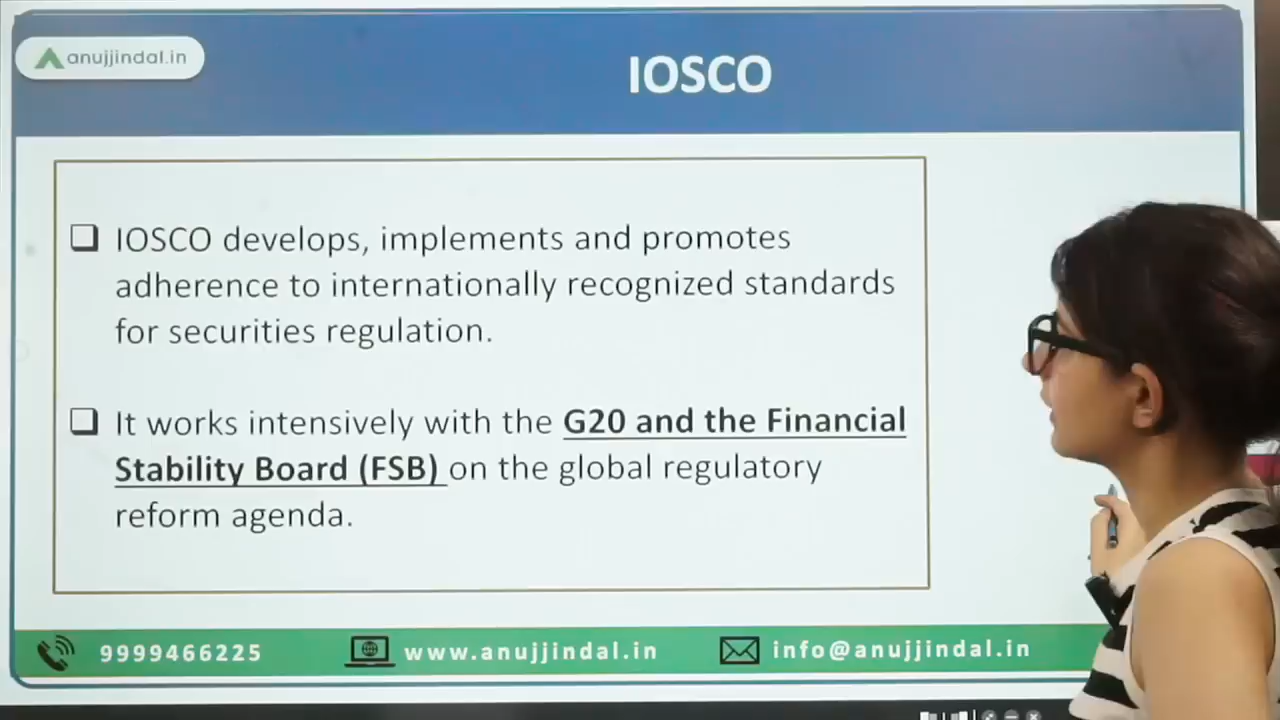 anujjindal.in
IOSCO
IOSCO develops, implements and promotes
adherence to internationally recognized standards
for securities regulation.
It works intensively with the G20 and the Financial
Stability Board (FSB) on the global regulatory
reform agenda.
9999466225
www.anujjindal.in
info@anujjindal.in